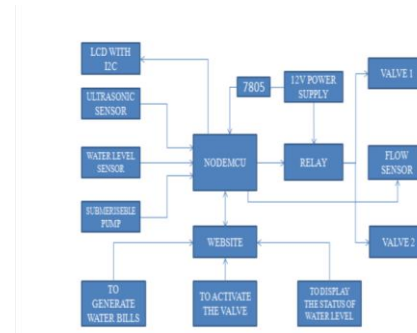 LCD WITH
I2C
7805
12V POWER
SUPPLY
VALVE 1
ULTRASONIC
SENSOR
WATER LEVEL
SENSOR
NODEMCU
RELAY
FLOW
SENSOR
SUBMERISEBLE
PUMP
WEBSITE
VALVE 2
TO
GENERATE
WATER BILLS
TO ACTIVATE
THE VALVE
TO DISPLAY
THE STATUS OF
WATER LEVEL